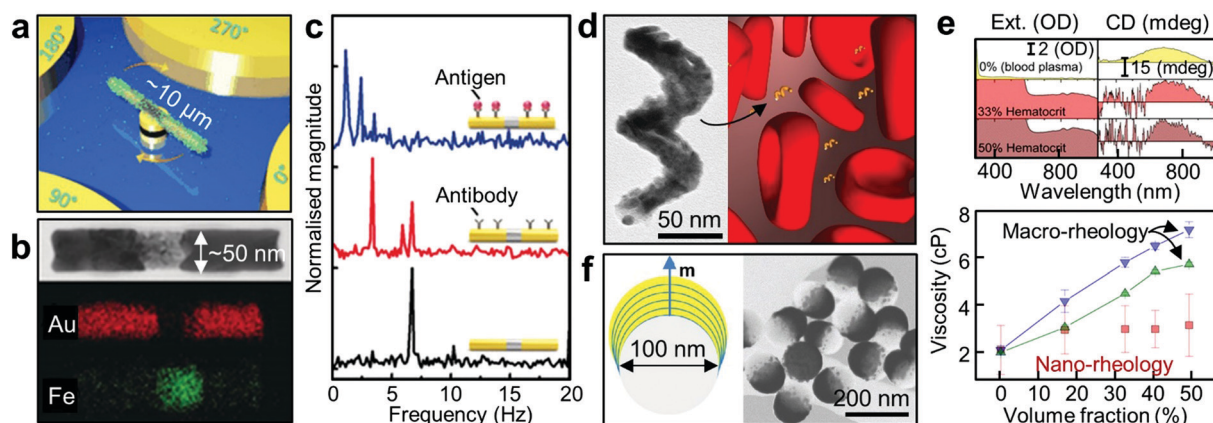 a
180°
270°
~10 µm
90°
0°
b
~50 nm
Au
Fe
c
Normalised magnitude
Antigen
Antibody
0 5 10 15 20
Frequency (Hz)
d
50 nm
e
Ext. (OD) CD (mdeg)
2 (OD)
0% (blood plasma)
15 (mdeg)
33% Hematocrit
50% Hematocrit
400 800 400 800
Wavelength (nm)
8
6
4
2
Viscosity (cP)
Macro-rheology
Nano-rheology
0 10 20 30 40 50
Volume fraction (%)
f
m
100 nm
200 nm